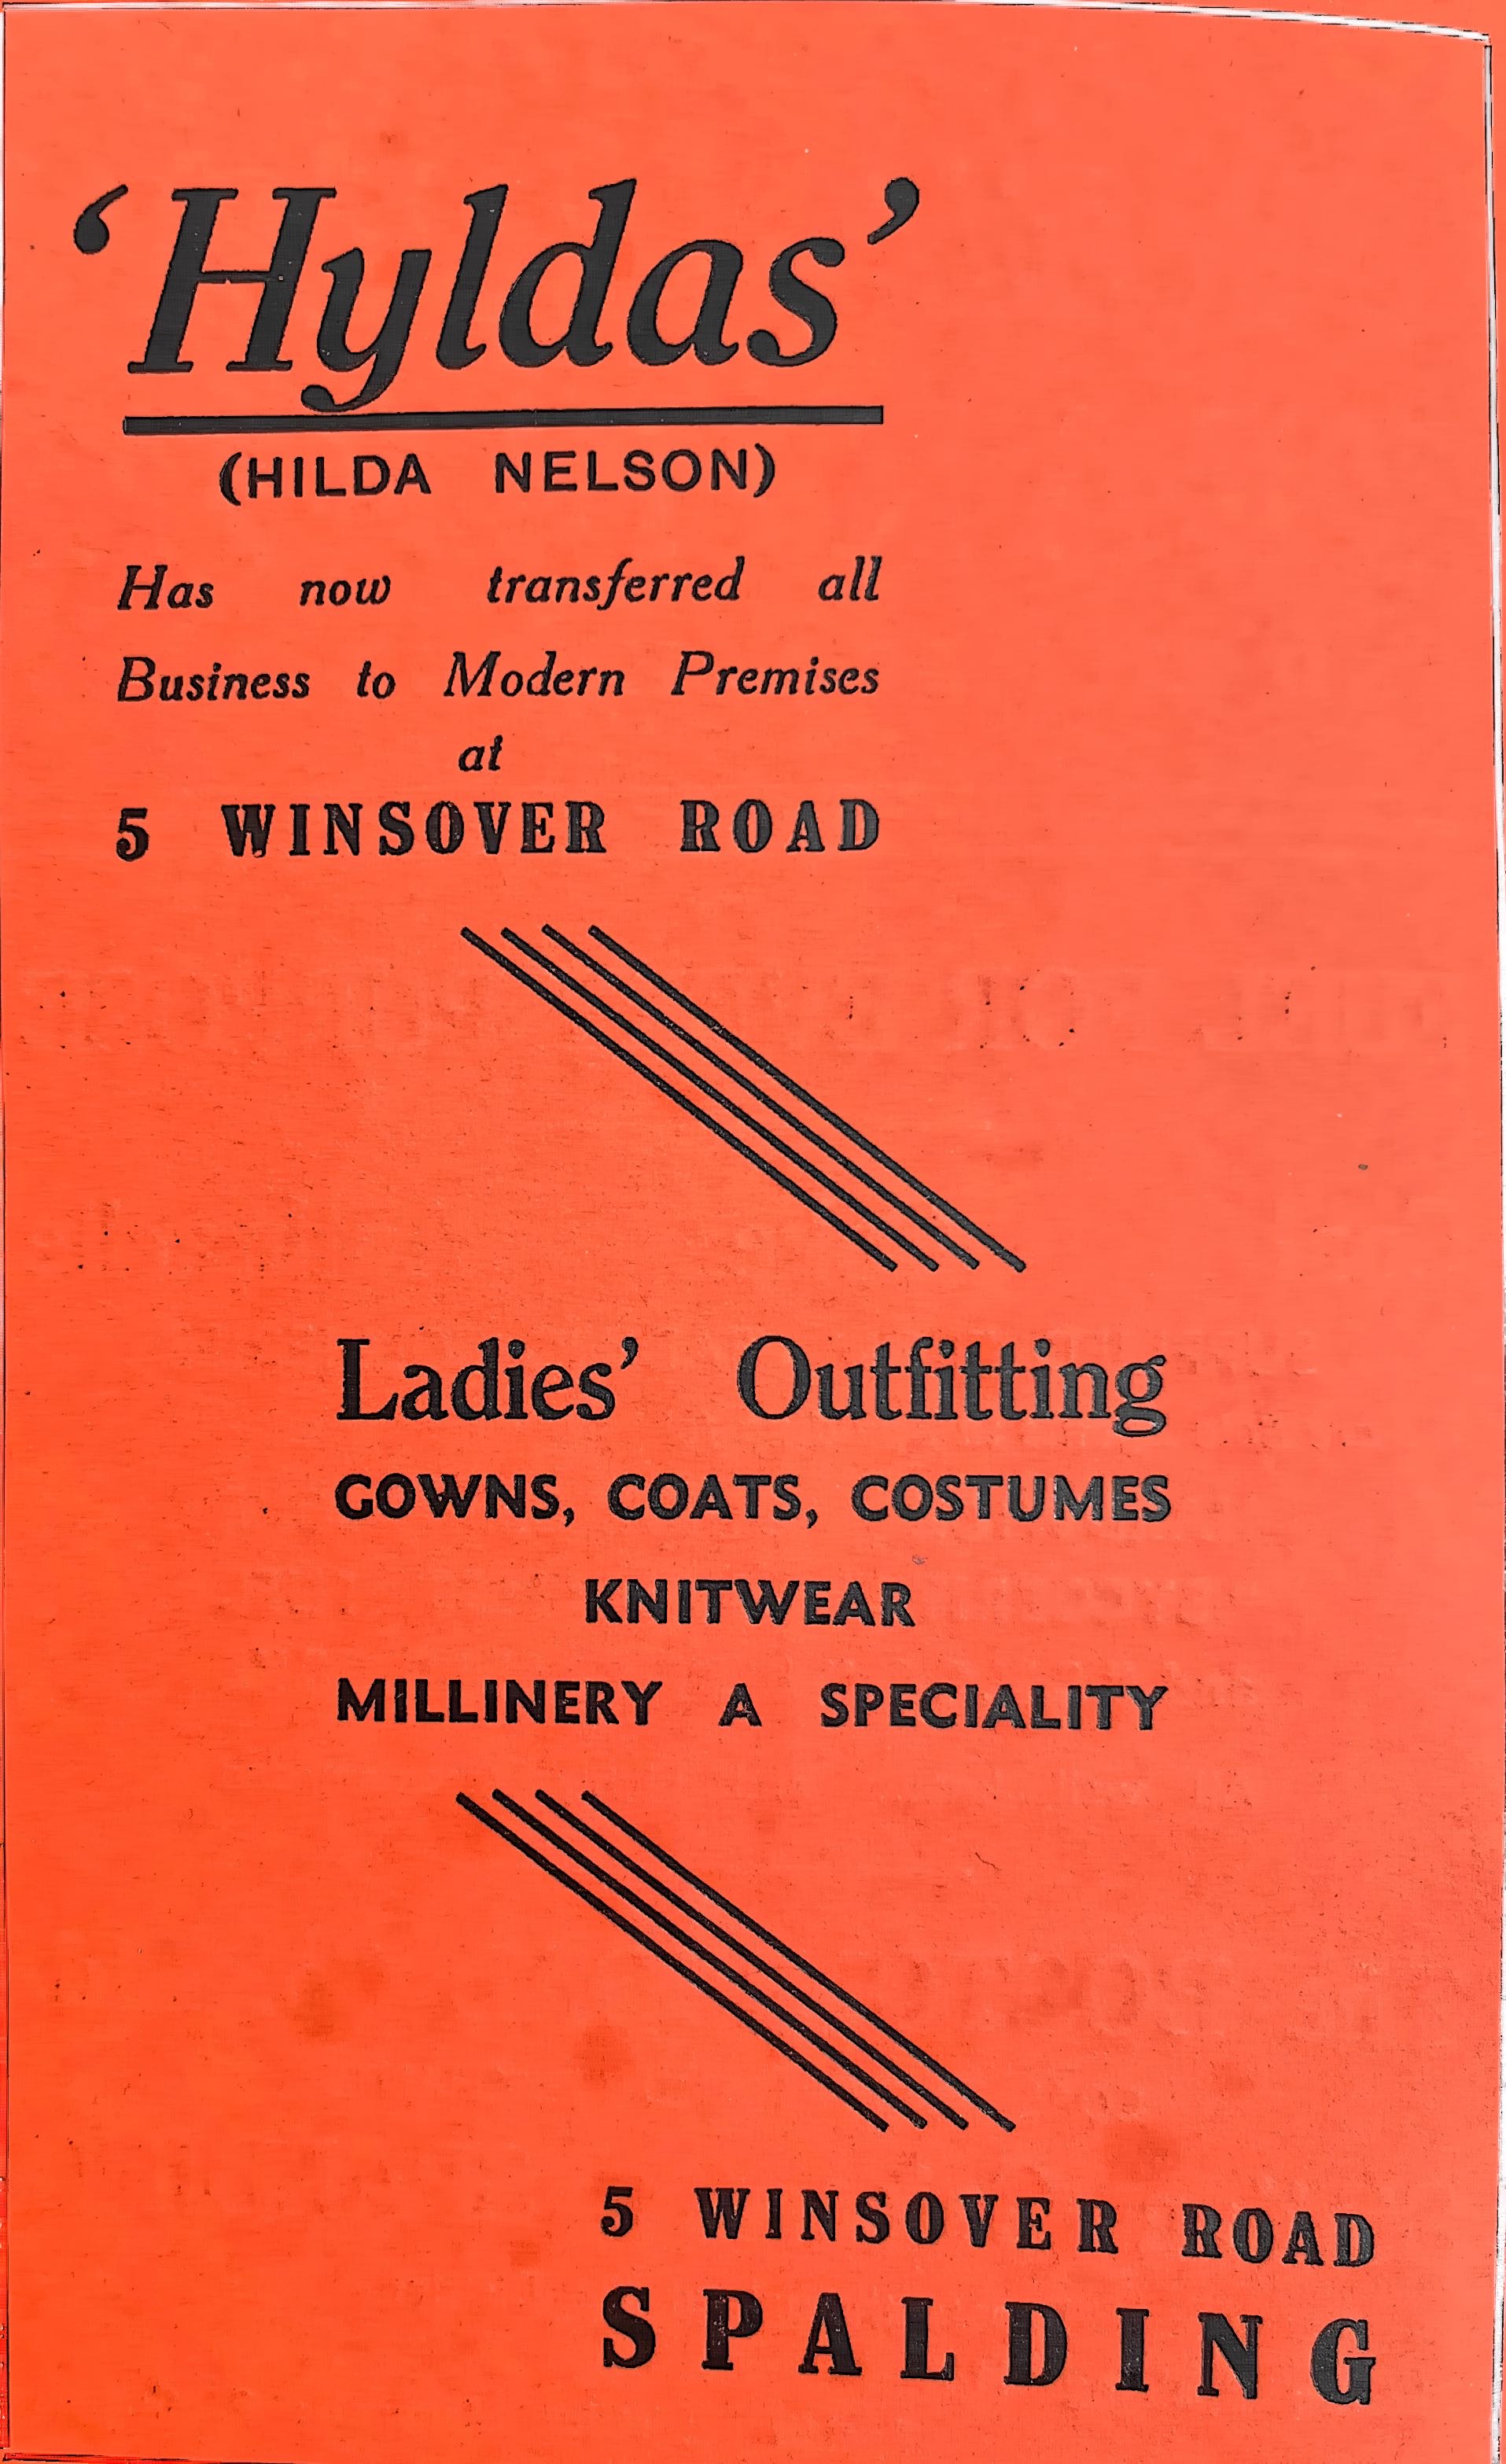 ‘Hyldas’
(HILDA NELSON)
Has now transferred all
Business to Modern Premises
at
5 WINSOVER ROAD
Ladies’ Outfitting
GOWNS, COATS, COSTUMES
KNITWEAR
MILLINERY A SPECIALITY
5 WINSOVER ROAD
SPALDING